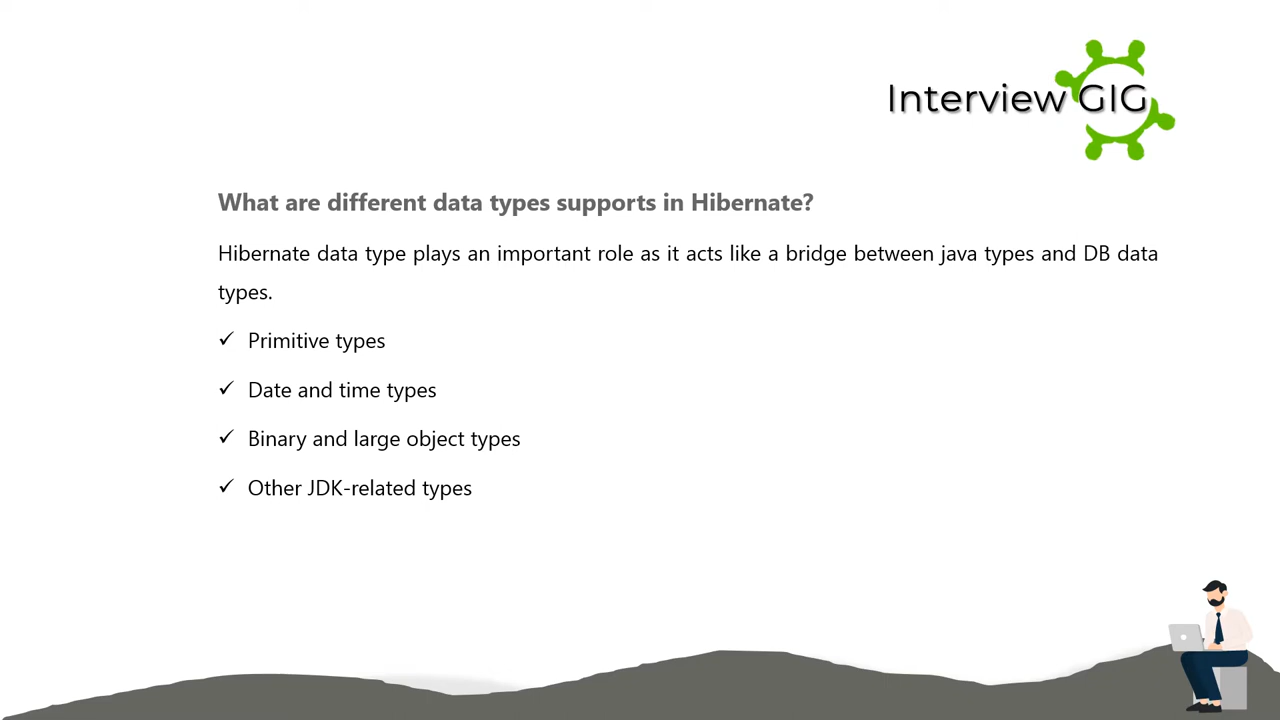 Interview GIG
What are different data types supports in Hibernate?
Hibernate data type plays an important role as it acts like a bridge between java types and DB data
types.
✓ Primitive types
✓ Date and time types
✓ Binary and large object types
✓ Other JDK-related types